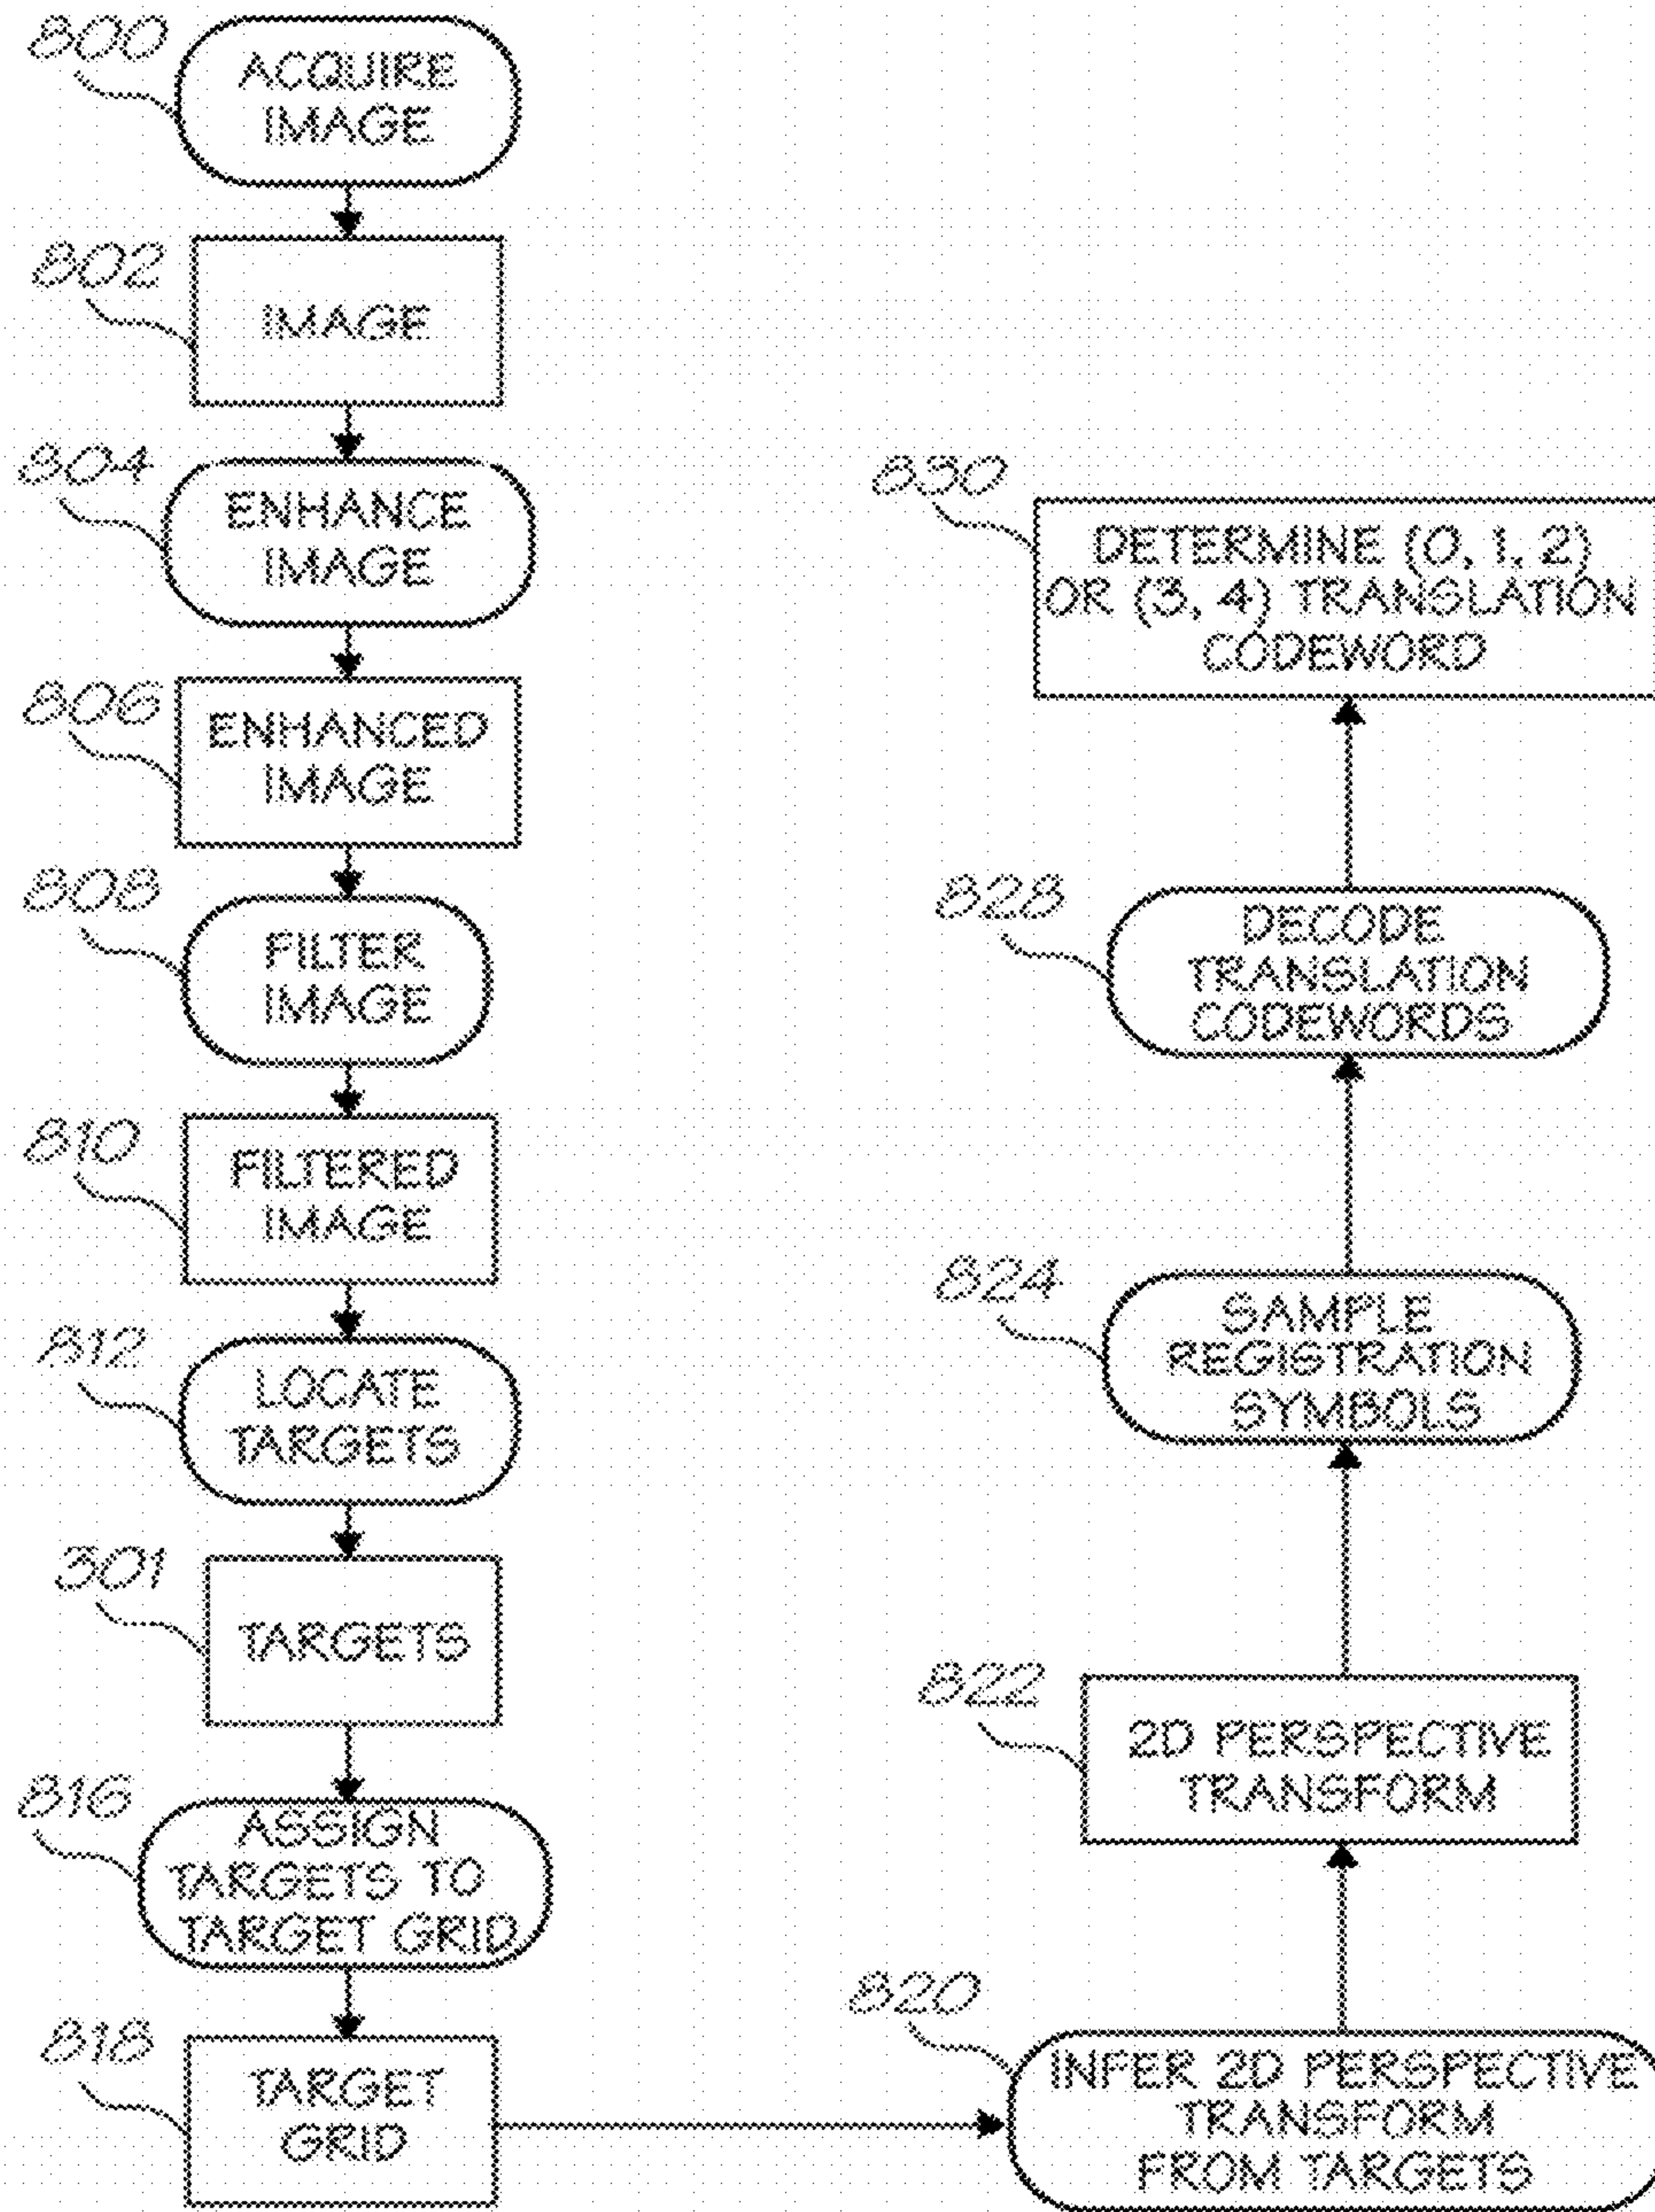 800
ACQUIRE
IMAGE
802
IMAGE
804
ENHANCE
IMAGE
806
ENHANCED
IMAGE
808
FILTER
IMAGE
810
FILTERED
IMAGE
812
LOCATE
TARGETS
301
TARGETS
816
ASSIGN
TARGETS TO
TARGET GRID
818
TARGET
GRID
820
INFER 2D PERSPECTIVE
TRANSFORM
FROM TARGETS
822
2D PERSPECTIVE
TRANSFORM
824
SAMPLE
REGISTRATION
SYMBOLS
828
DECODE
TRANSLATION
CODEWORDS
830
DETERMINE (0, 1, 2)
OR (3, 4) TRANSLATION
CODEWORD